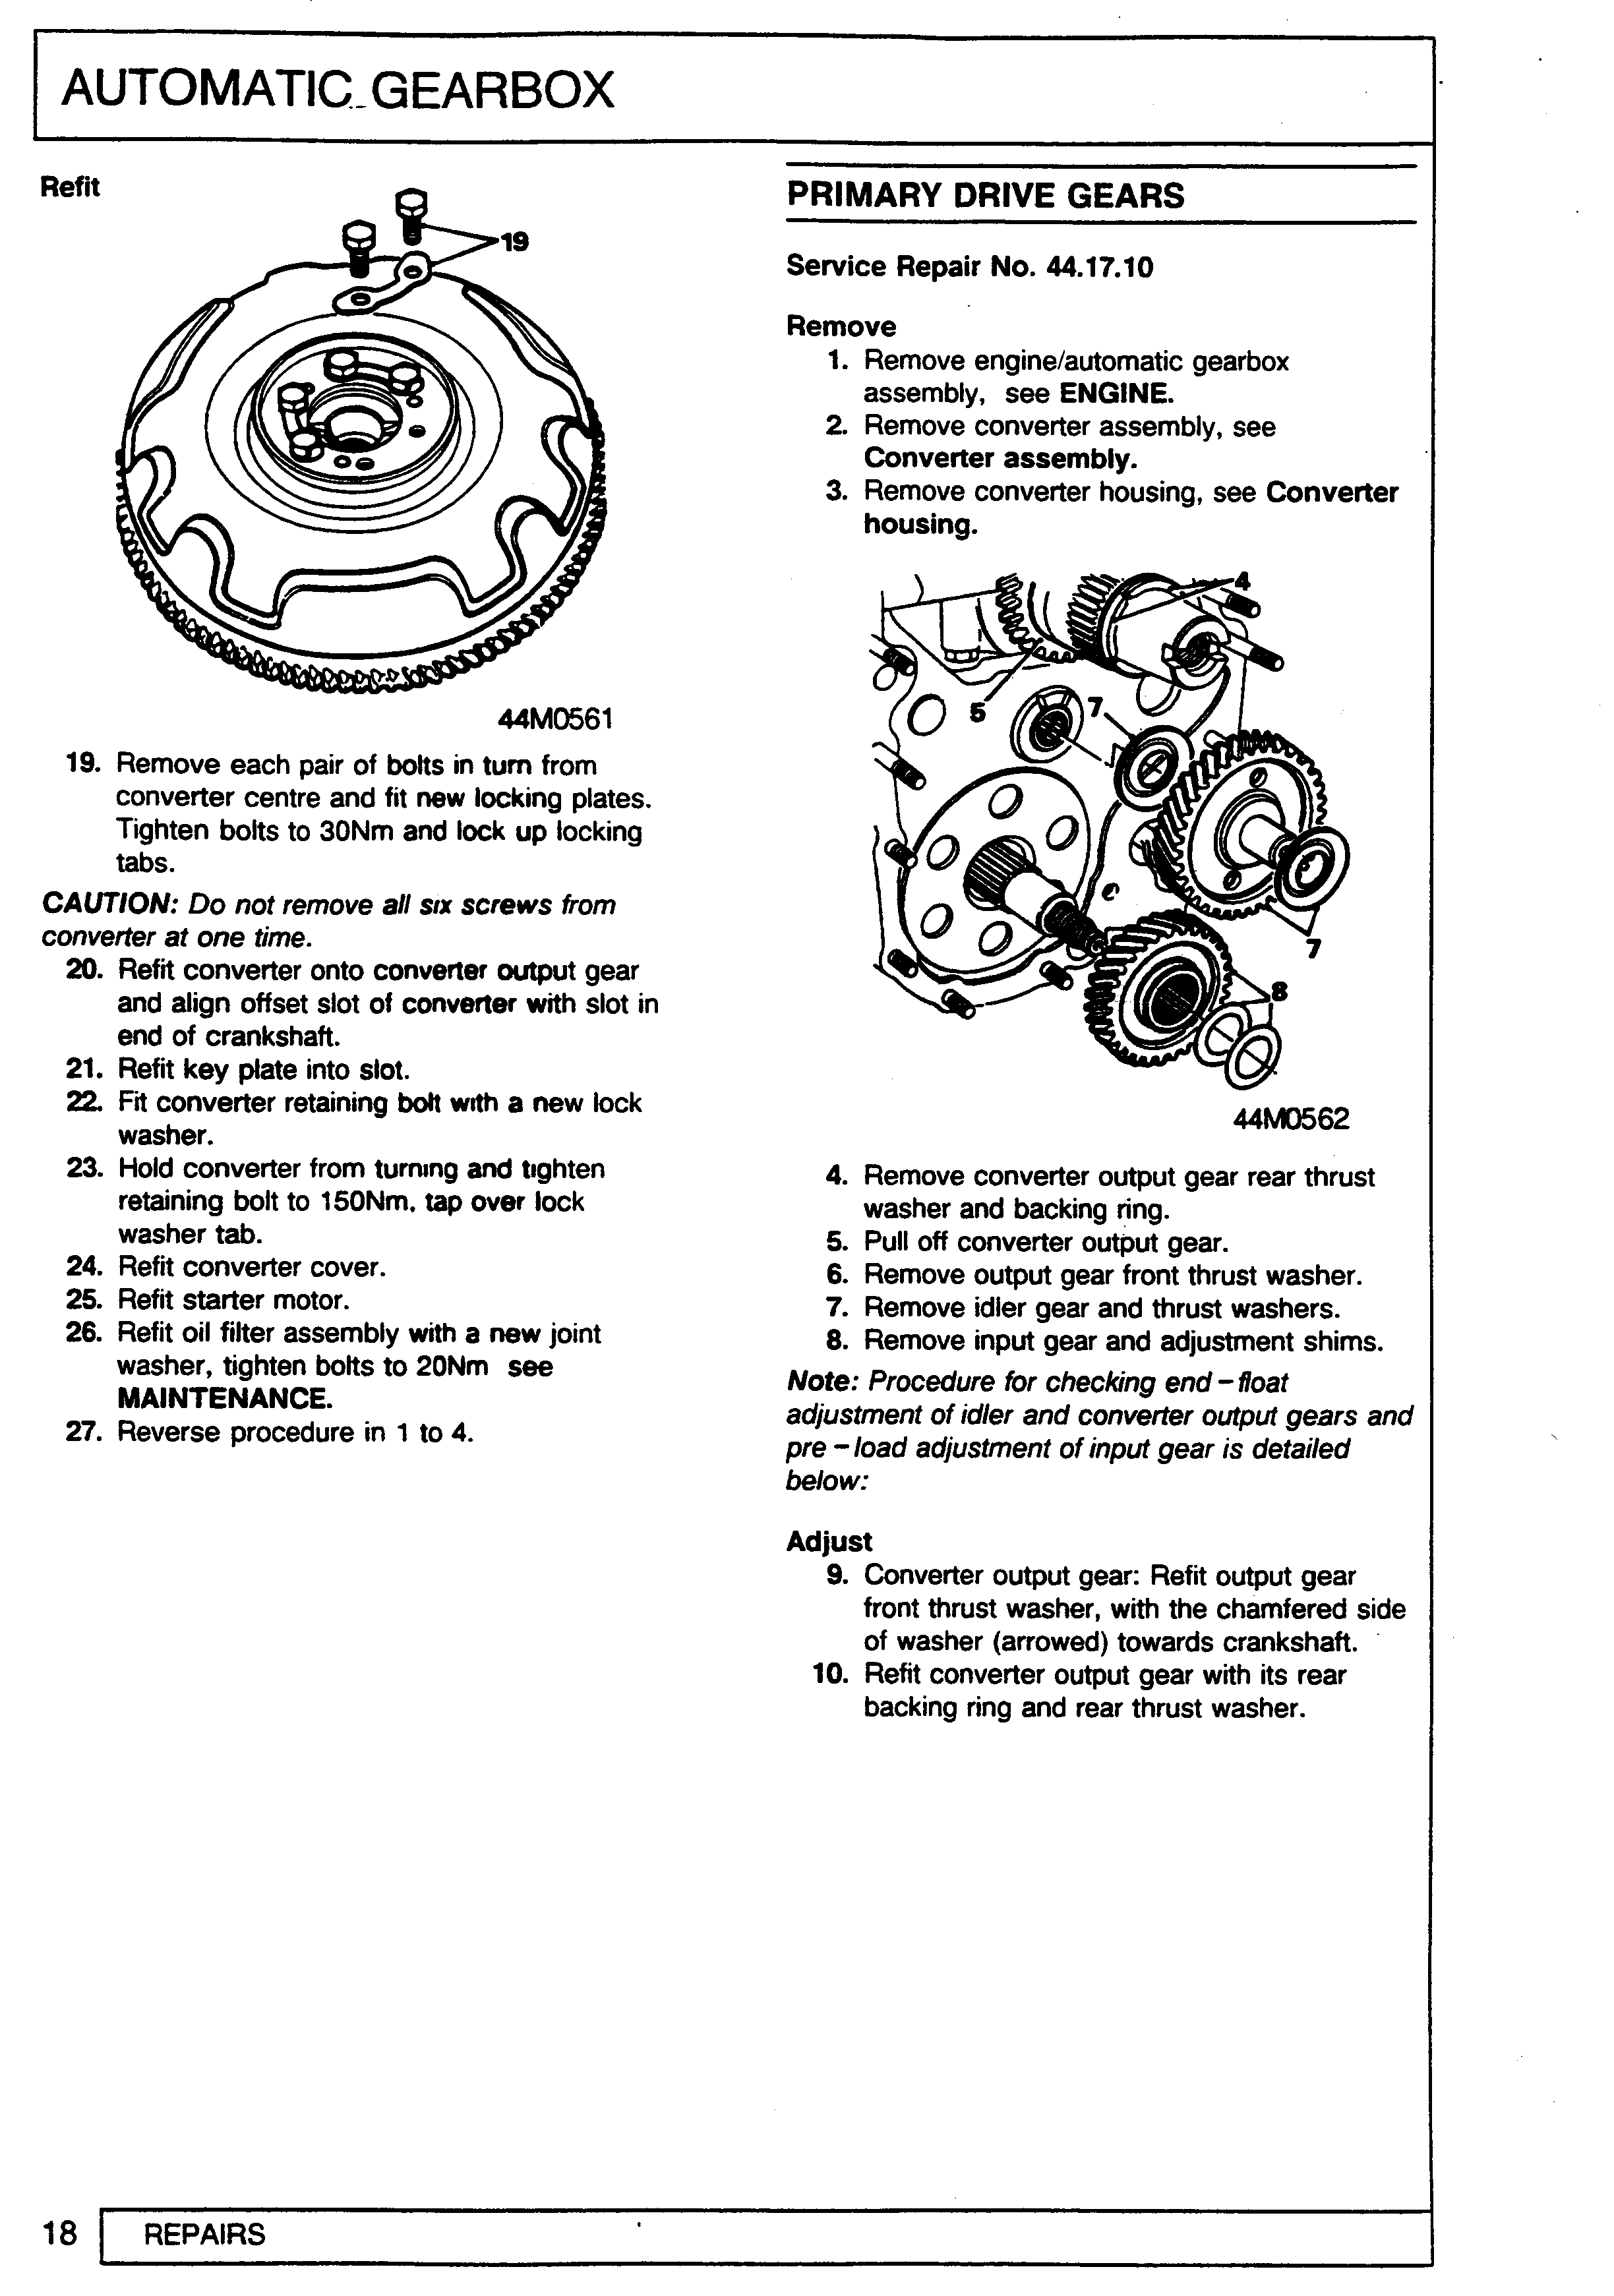 AUTOMATIC GEARBOX
Refit
19
44M0561
19. Remove each pair of bolts in turn from
converter centre and fit new locking plates.
Tighten bolts to 30Nm and lock up locking
tabs.
CAUTION: Do not remove all six screws from
converter at one time.
20. Refit converter onto converter output gear
and align offset slot of converter with slot in
end of crankshaft.
21. Refit key plate into slot.
22. Fit converter retaining bolt with a new lock
washer.
23. Hold converter from turning and tighten
retaining bolt to 150Nm, tap over lock
washer tab.
24. Refit converter cover.
25. Refit starter motor.
26. Refit oil filter assembly with a new joint
washer, tighten bolts to 20Nm see
MAINTENANCE.
27. Reverse procedure in 1 to 4.
PRIMARY DRIVE GEARS
Service Repair No. 44.17.10
Remove
1. Remove engine/automatic gearbox
assembly, see ENGINE.
2. Remove converter assembly, see
Converter assembly.
3. Remove converter housing, see Converter
housing.
4
5
7
7
8
44M0562
4. Remove converter output gear rear thrust
washer and backing ring.
5. Pull off converter output gear.
6. Remove output gear front thrust washer.
7. Remove idler gear and thrust washers.
8. Remove input gear and adjustment shims.
Note: Procedure for checking end-float
adjustment of idler and converter output gears and
pre-load adjustment of input gear is detailed
below:
Adjust
9. Converter output gear: Refit output gear
front thrust washer, with the chamfered side
of washer (arrowed) towards crankshaft.
10. Refit converter output gear with its rear
backing ring and rear thrust washer.
18
REPAIRS